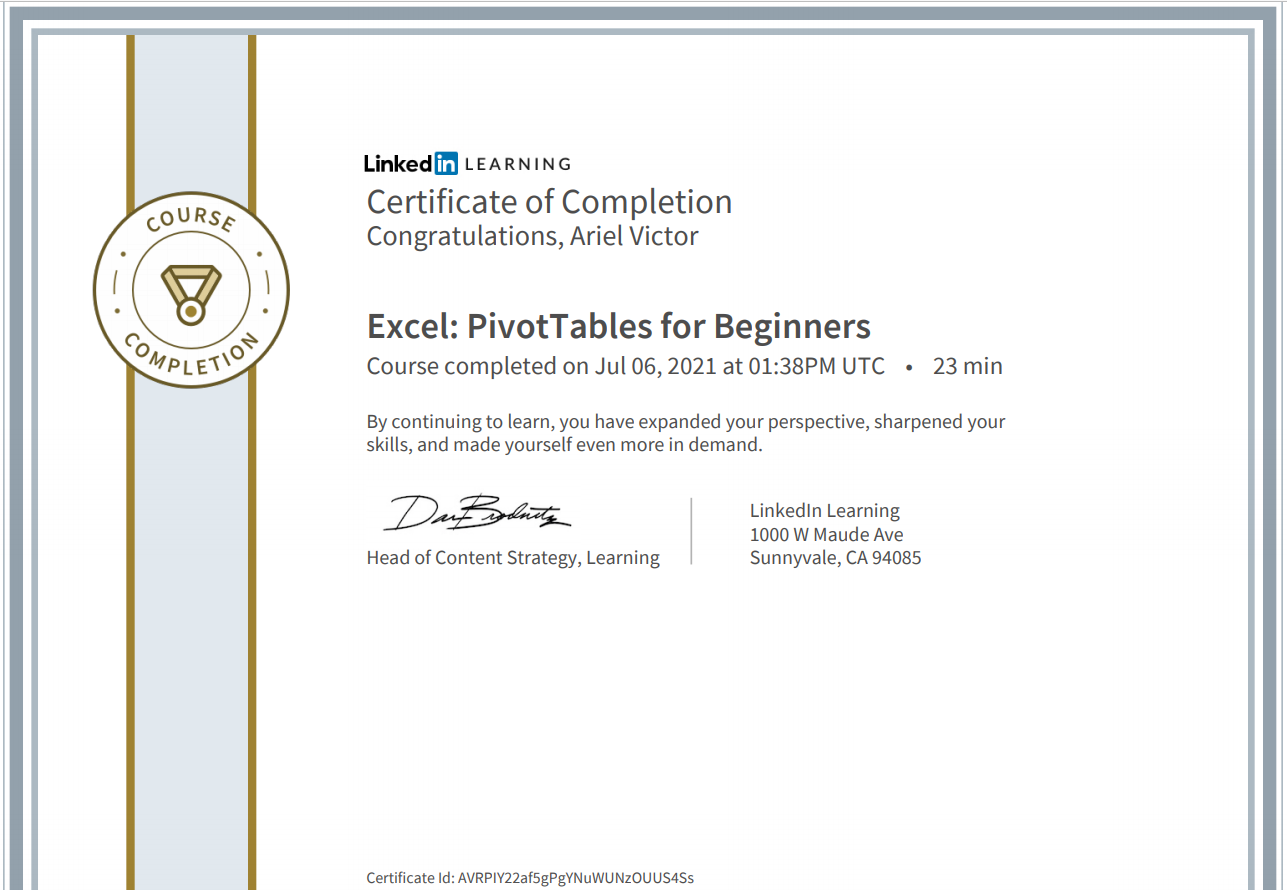 COURSE
COMPLETION
Linked in LEARNING
Certificate of Completion
Congratulations, Ariel Victor
Excel: PivotTables for Beginners
Course completed on Jul 06, 2021 at 01:38PM UTC • 23 min
By continuing to learn, you have expanded your perspective, sharpened your
skills, and made yourself even more in demand.
Dan Brodnitz
Head of Content Strategy, Learning
LinkedIn Learning
1000 W Maude Ave
Sunnyvale, CA 94085
Certificate Id: AVRPIY22af5gPgYNuWUNzOUUS4Ss